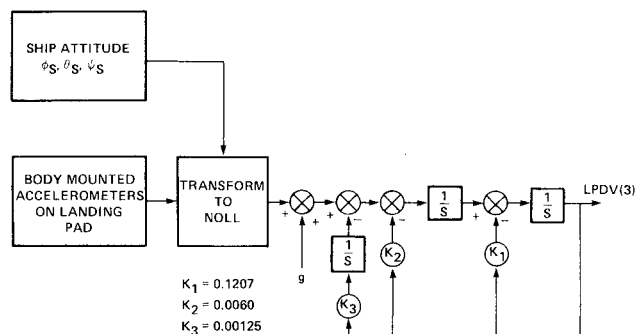 SHIP ATTITUDE
ϕS, θS, ψS
BODY MOUNTED
ACCELEROMETERS
ON LANDING
PAD
TRANSFORM
TO
NOLL
+
+
+
−
−
1
S
+
−
1
S
LPDV(3)
1
S
K2
K1
g
K3
K1 = 0.1207
K2 = 0.0060
K3 = 0.00125